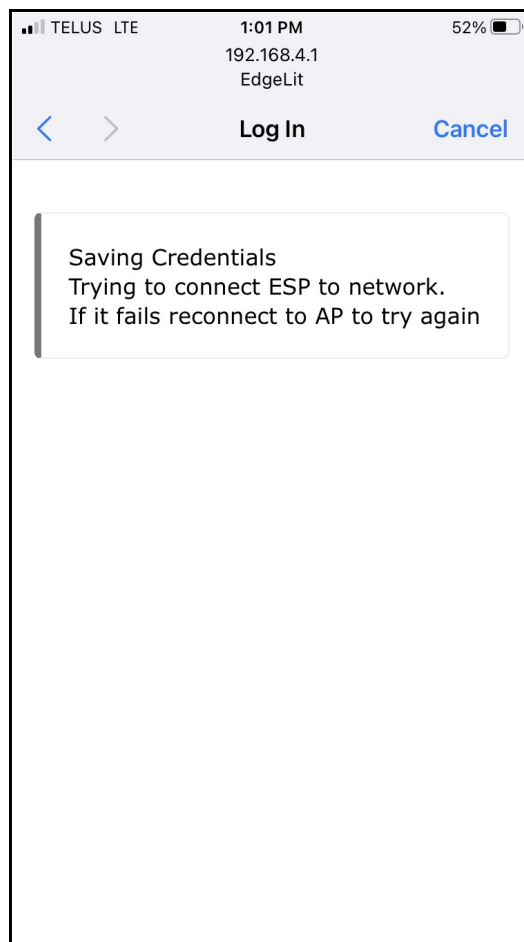 TELUS LTE 1:01 PM 52%
192.168.4.1
EdgeLit
Log In Cancel
Saving Credentials
Trying to connect ESP to network.
If it fails reconnect to AP to try again